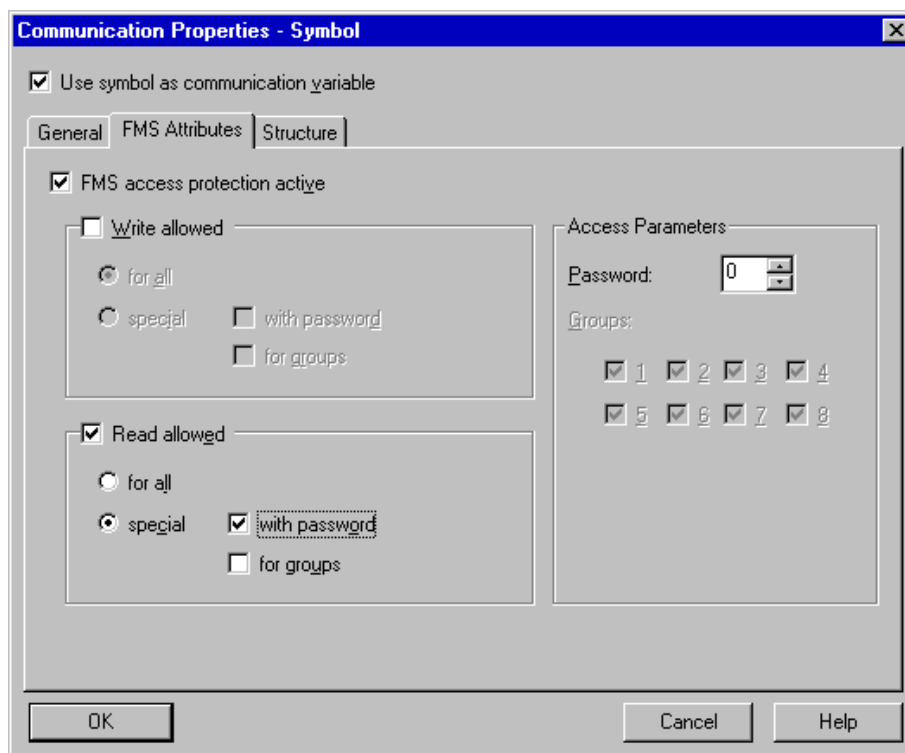 Communication Properties - Symbol
Use symbol as communication variable
General FMS Attributes Structure
FMS access protection active
Write allowed
for all
special with password
for groups
Access Parameters
Password: 0
Groups:
1 2 3 4
5 6 7 8
Read allowed
for all
special with password
for groups
OK Cancel Help